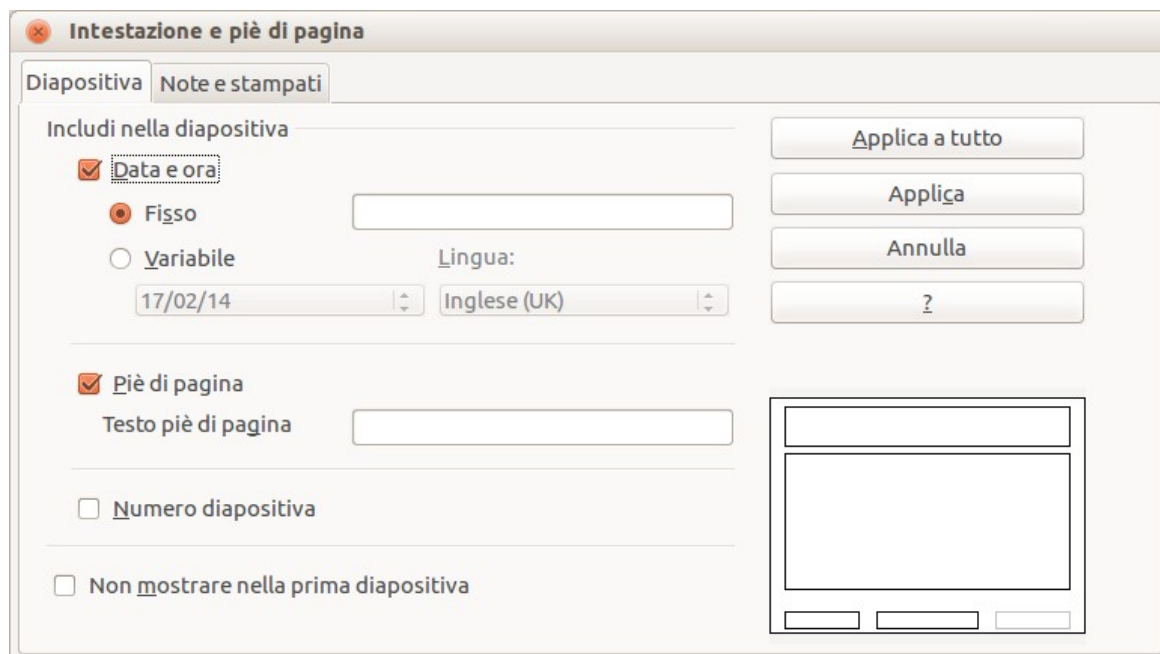 Intestazione e piè di pagina
Diapositiva Note e stampati
Includi nella diapositiva
Data e ora
Fisso
Variabile Lingua:
17/02/14 Inglese (UK)
Piè di pagina
Testo piè di pagina
Numero diapositiva
Non mostrare nella prima diapositiva
Applica a tutto
Applica
Annulla
?